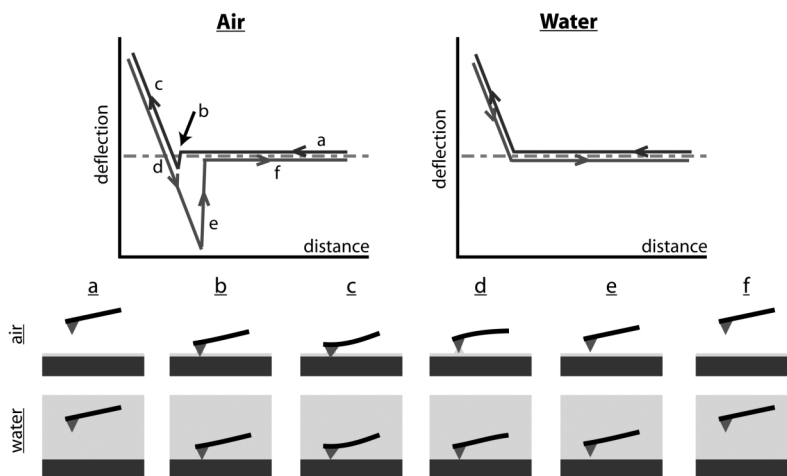 Air
Water
deflection
c
b
a
d
f
e
distance
deflection
distance
a b c d e f
air
water